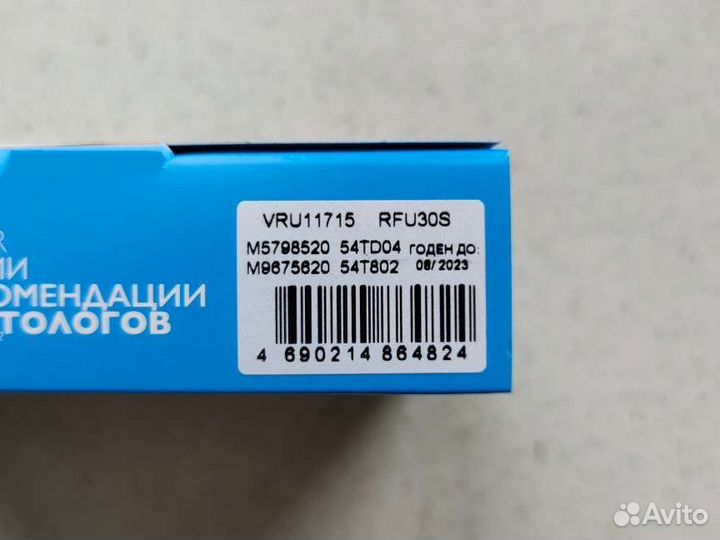 VRU11715 RFU30S
M5798520 54TD04 ГОДЕН ДО:
M9675620 54T802 08/2023
4 690214 864824
ОМЕНДАЦИИ
ТОЛОГОВ
Avito